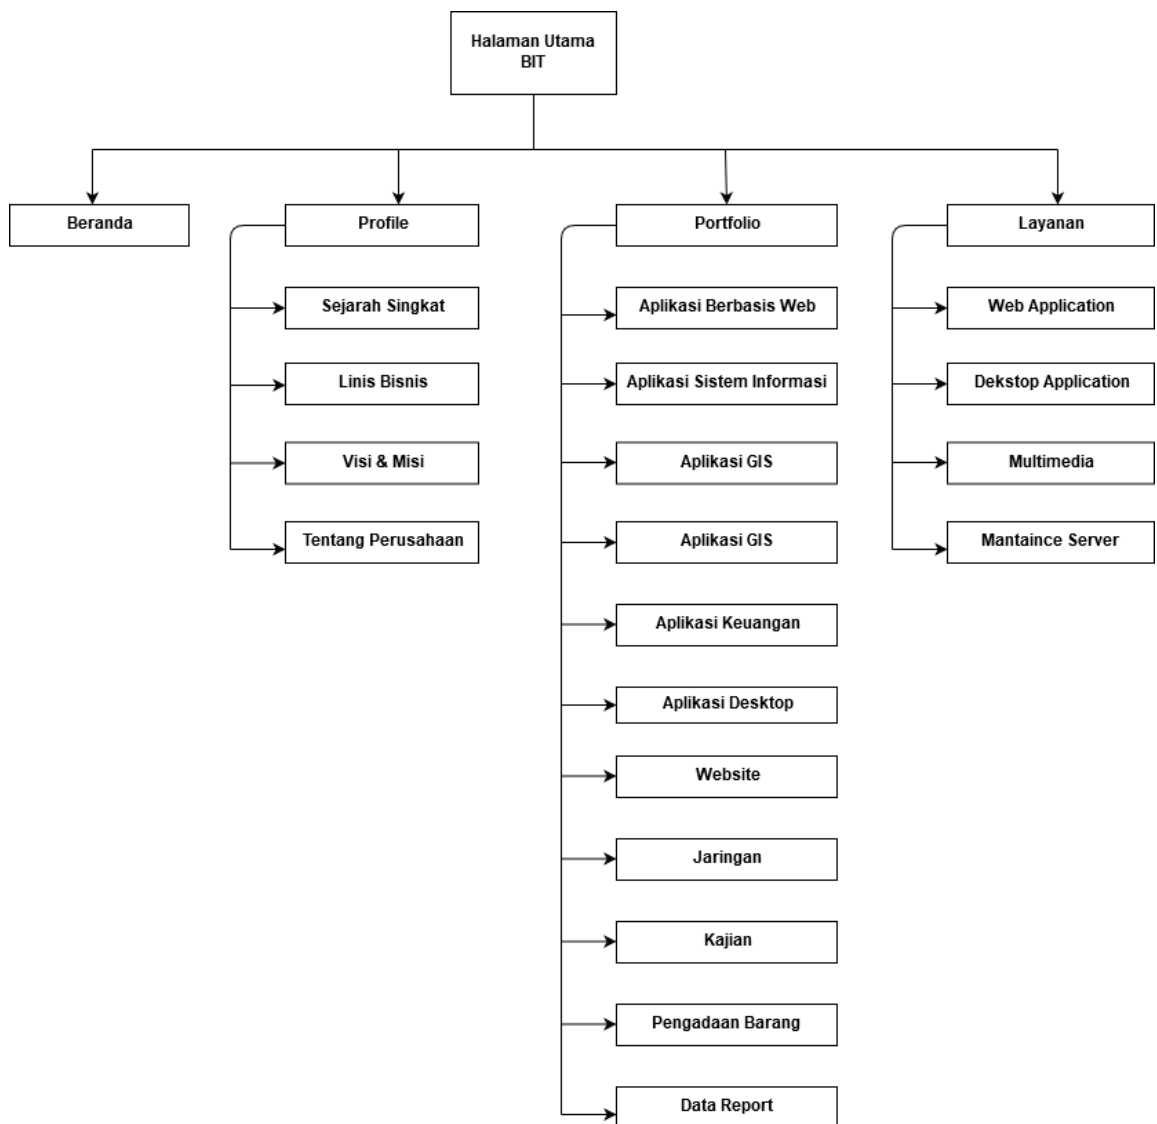 Halaman Utama
BIT
Beranda
Profile
Portfolio
Layanan
Sejarah Singkat
Linis Bisnis
Visi & Misi
Tentang Perusahaan
Aplikasi Berbasis Web
Aplikasi Sistem Informasi
Aplikasi GIS
Aplikasi GIS
Aplikasi Keuangan
Aplikasi Desktop
Website
Jaringan
Kajian
Pengadaan Barang
Data Report
Web Application
Dekstop Application
Multimedia
Mantaince Server